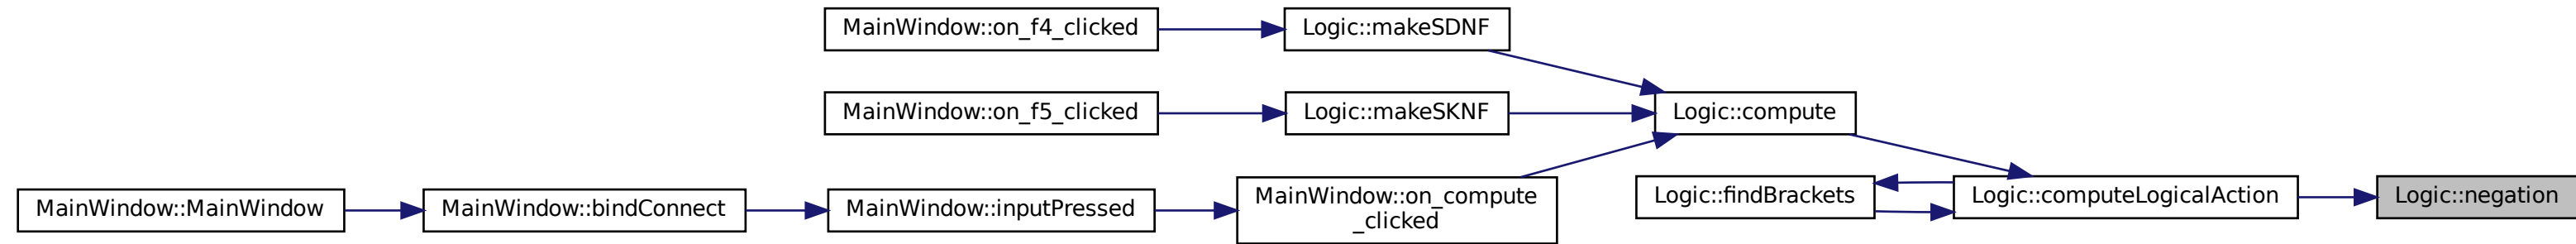 MainWindow::on_f4_clicked
Logic::makeSDNF
MainWindow::on_f5_clicked
Logic::makeSKNF
Logic::compute
MainWindow::MainWindow
MainWindow::bindConnect
MainWindow::inputPressed
MainWindow::on_compute
_clicked
Logic::findBrackets
Logic::computeLogicalAction
Logic::negation